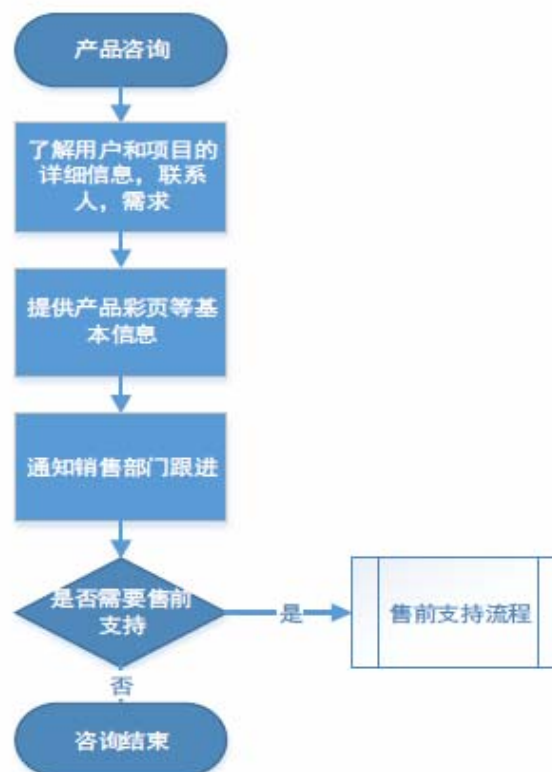 产品咨询
了解用户和项目的
详细信息，联系
人，需求
提供产品彩页等基
本信息
通知销售部门跟进
是否需要售前
支持
是
售前支持流程
否
咨询结束